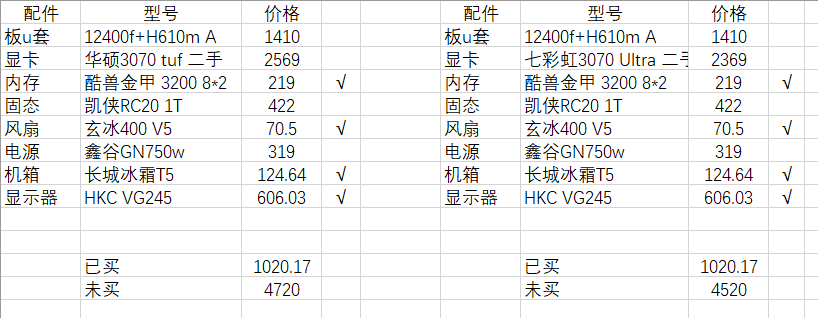 配件 型号 价格 配件 型号 价格
板u套 12400f+H610m A 1410 板u套 12400f+H610m A 1410
显卡 华硕3070 tuf 二手 2569 显卡 七彩虹3070 Ultra 二手 2369
内存 酷兽金甲 3200 8*2 219 √ 内存 酷兽金甲 3200 8*2 219 √
固态 凯侠RC20 1T 422 固态 凯侠RC20 1T 422
风扇 玄冰400 V5 70.5 √ 风扇 玄冰400 V5 70.5 √
电源 鑫谷GN750w 319 电源 鑫谷GN750w 319
机箱 长城冰霜T5 124.64 √ 机箱 长城冰霜T5 124.64 √
显示器 HKC VG245 606.03 √ 显示器 HKC VG245 606.03 √
已买 1020.17 已买 1020.17
未买 4720 未买 4520